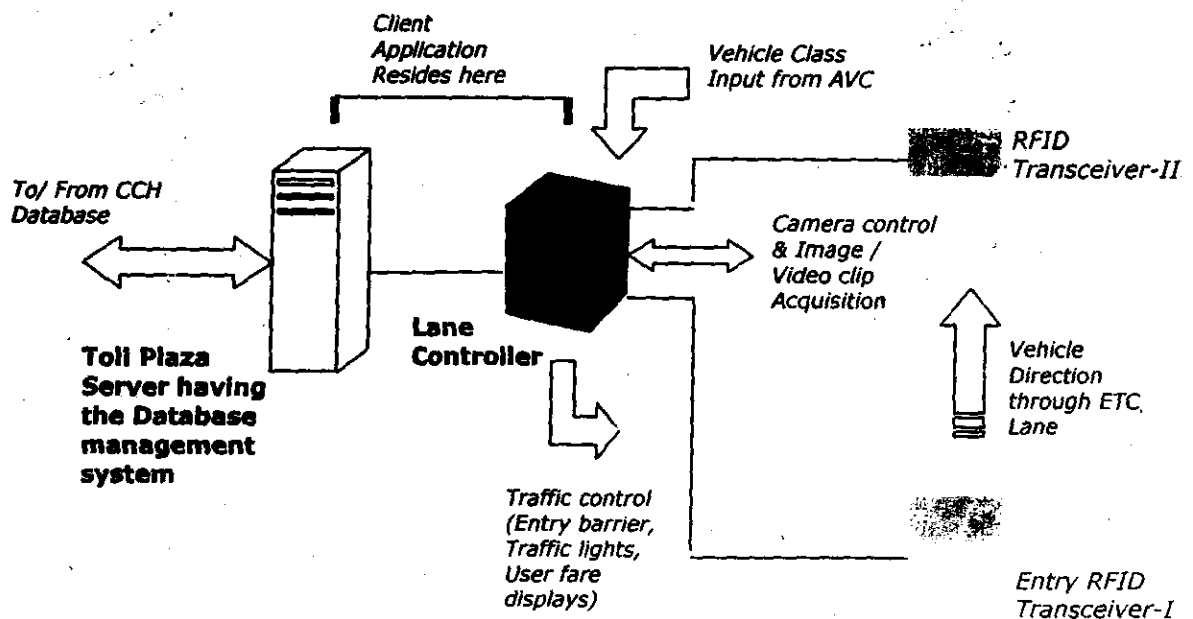 Client
Application
Resides here
Vehicle Class
Input from AVC
RFID
Transceiver-II
To/ From CCH
Database
Camera control
& Image /
Video clip
Acquisition
Lane
Controller
Toll Plaza
Server having
the Database
management
system
Vehicle
Direction
through ETC
Lane
Traffic control
(Entry barrier,
Traffic lights,
User fare
displays)
Entry RFID
Transceiver-I